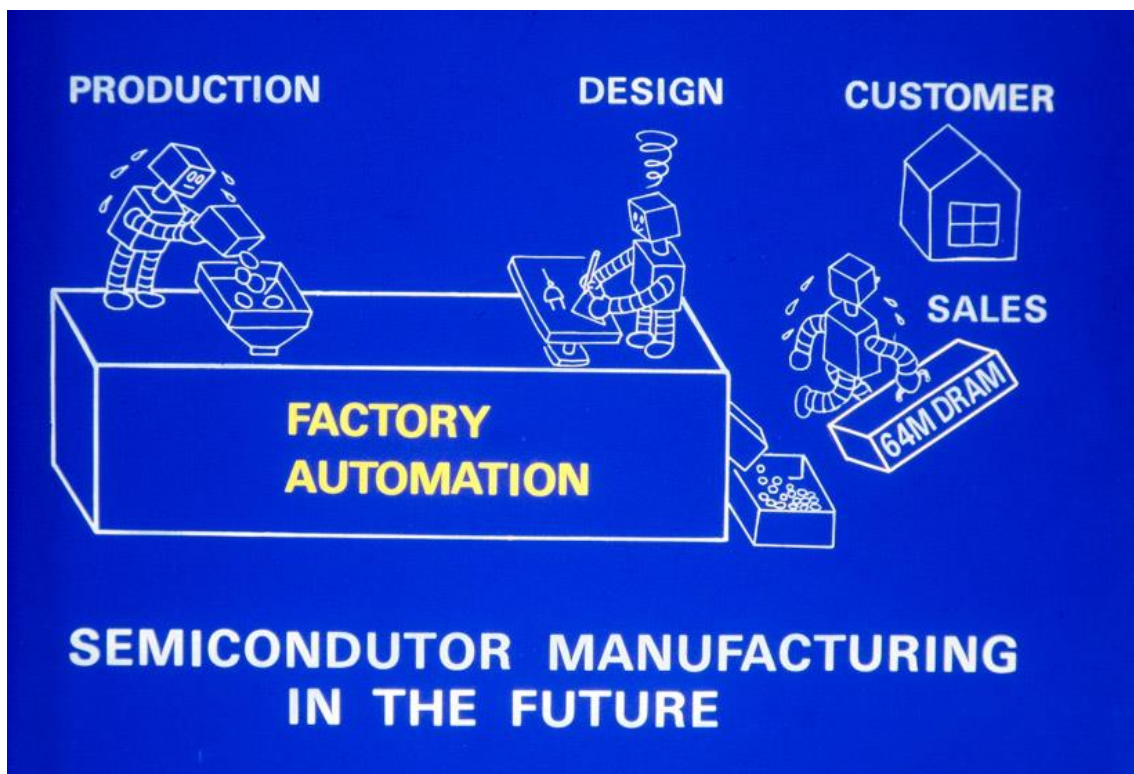 PRODUCTION
DESIGN
CUSTOMER
SALES
64M DRAM
FACTORY
AUTOMATION
SEMICONDUTOR MANUFACTURING
IN THE FUTURE